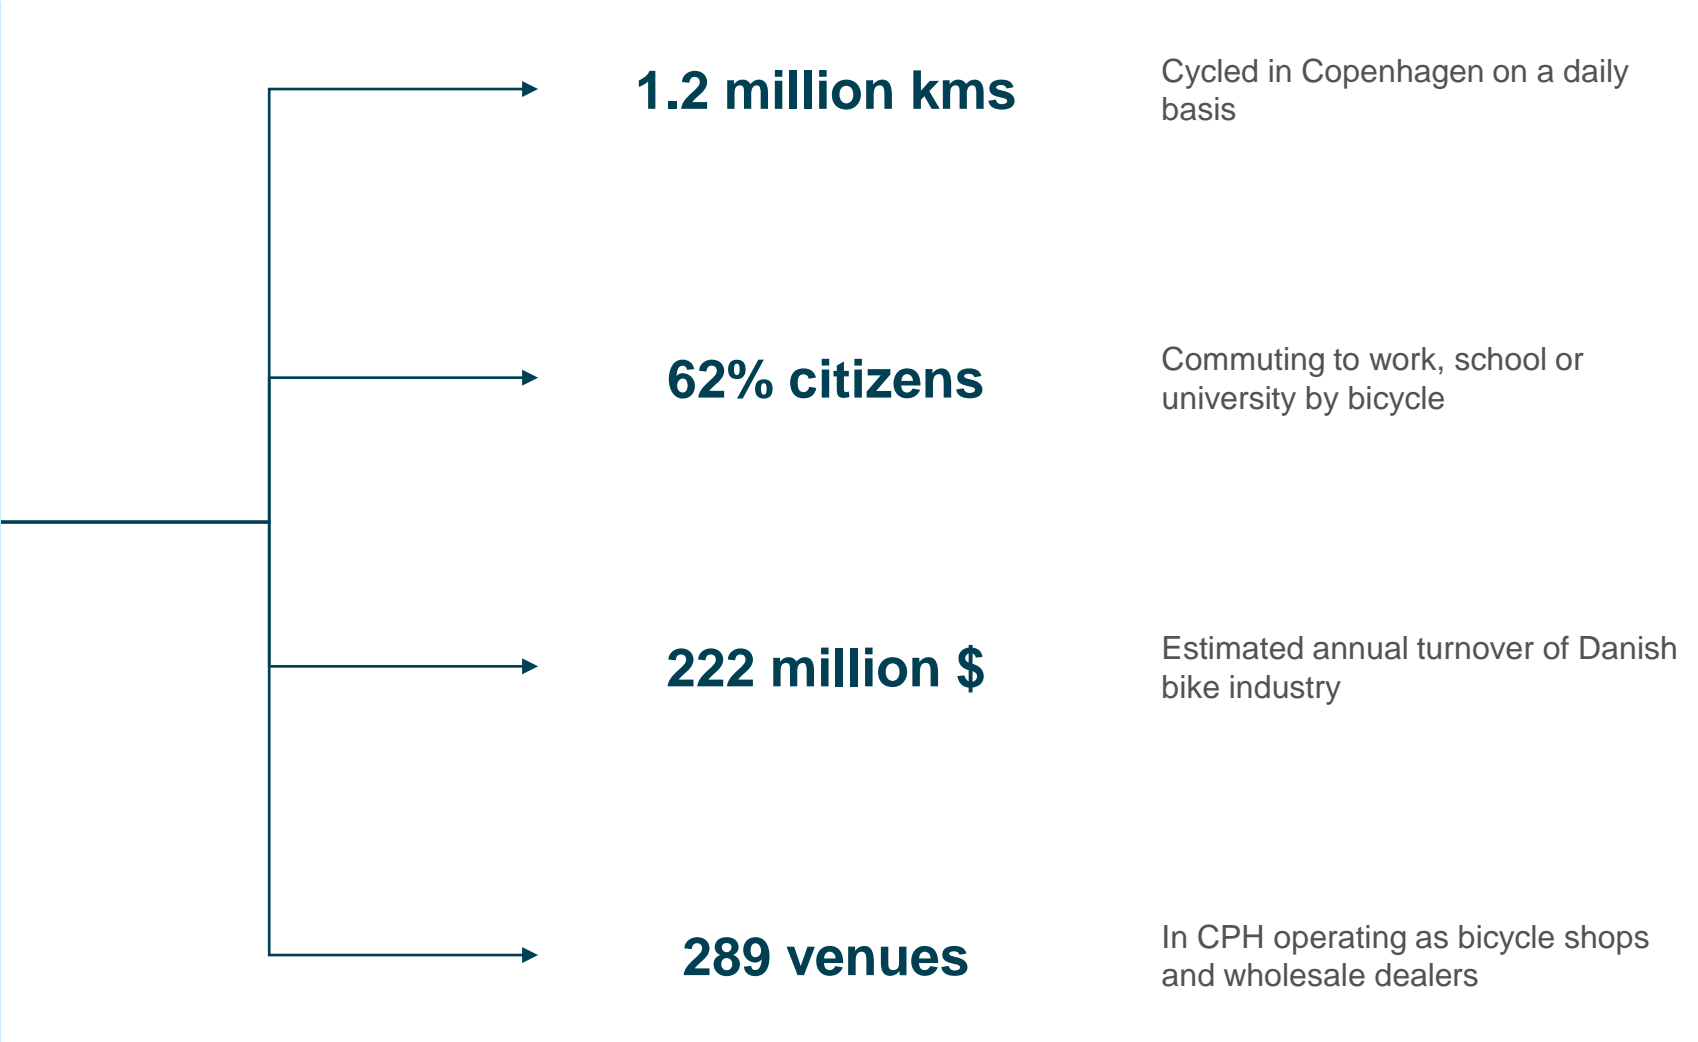 1.2 million kms
Cycled in Copenhagen on a daily
basis
62% citizens
Commuting to work, school or
university by bicycle
222 million $
Estimated annual turnover of Danish
bike industry
289 venues
In CPH operating as bicycle shops
and wholesale dealers